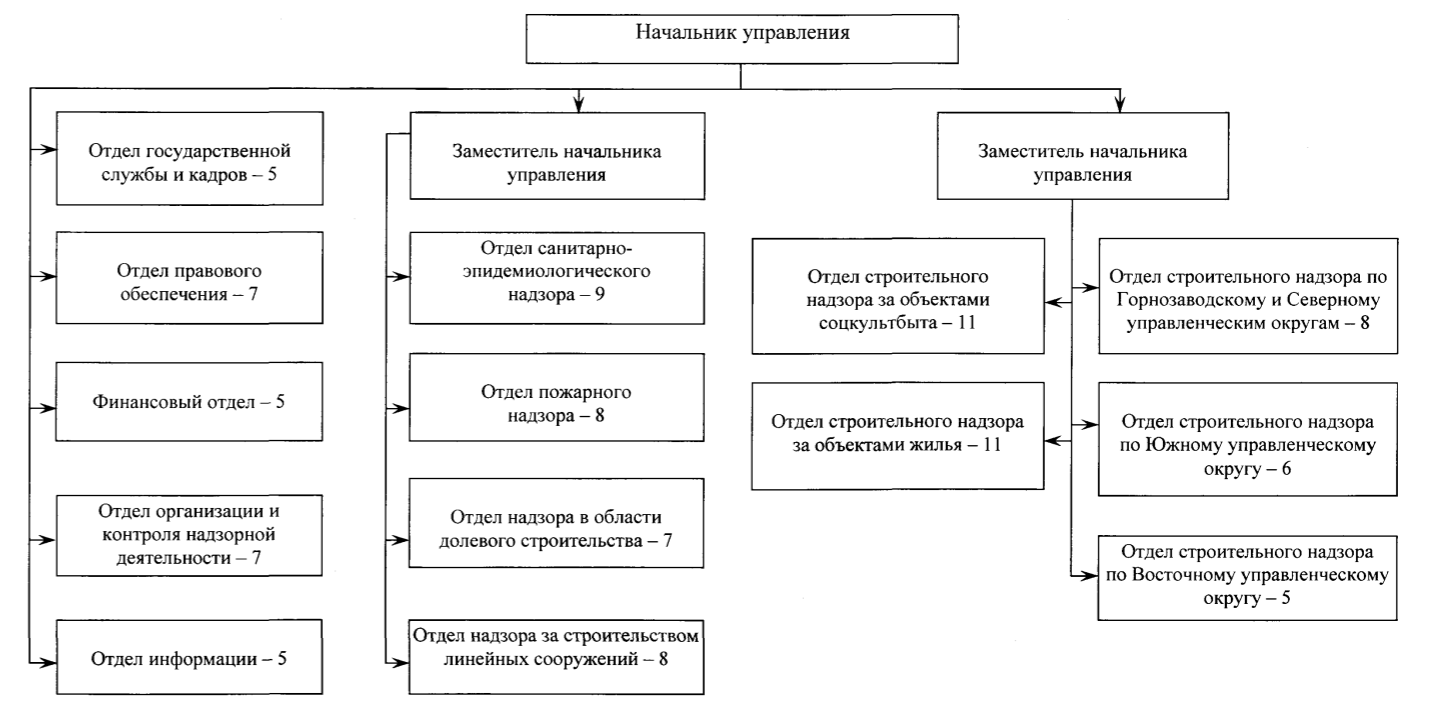 Начальник управления
Отдел государственной
службы и кадров – 5
Отдел правового
обеспечения – 7
Финансовый отдел – 5
Отдел организации и
контроля надзорной
деятельности – 7
Отдел информации – 5
Заместитель начальника
управления
Отдел санитарно-
эпидемиологического
надзора – 9
Отдел пожарного
надзора – 8
Отдел надзора в области
долевого строительства – 7
Отдел надзора за строительством
линейных сооружений – 8
Заместитель начальника
управления
Отдел строительного
надзора за объектами
соцкультбыта – 11
Отдел строительного надзора
за объектами жилья – 11
Отдел строительного надзора по
Горнозаводскому и Северному
управленческим округам – 8
Отдел строительного надзора
по Южному управленческому
округу – 6
Отдел строительного надзора
по Восточному управленческому
округу – 5